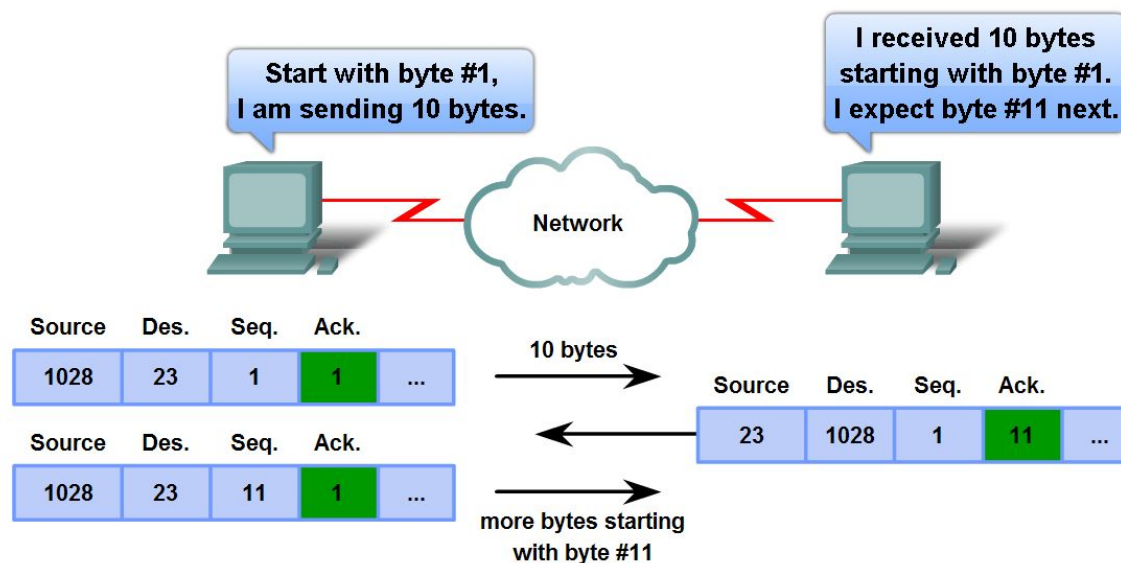 Start with byte #1,
I am sending 10 bytes.
I received 10 bytes
starting with byte #1.
I expect byte #11 next.
Network
Source Des. Seq. Ack.
1028 23 1 1 ...
10 bytes
Source Des. Seq. Ack.
23 1028 1 11 ...
Source Des. Seq. Ack.
1028 23 11 1 ...
more bytes starting
with byte #11